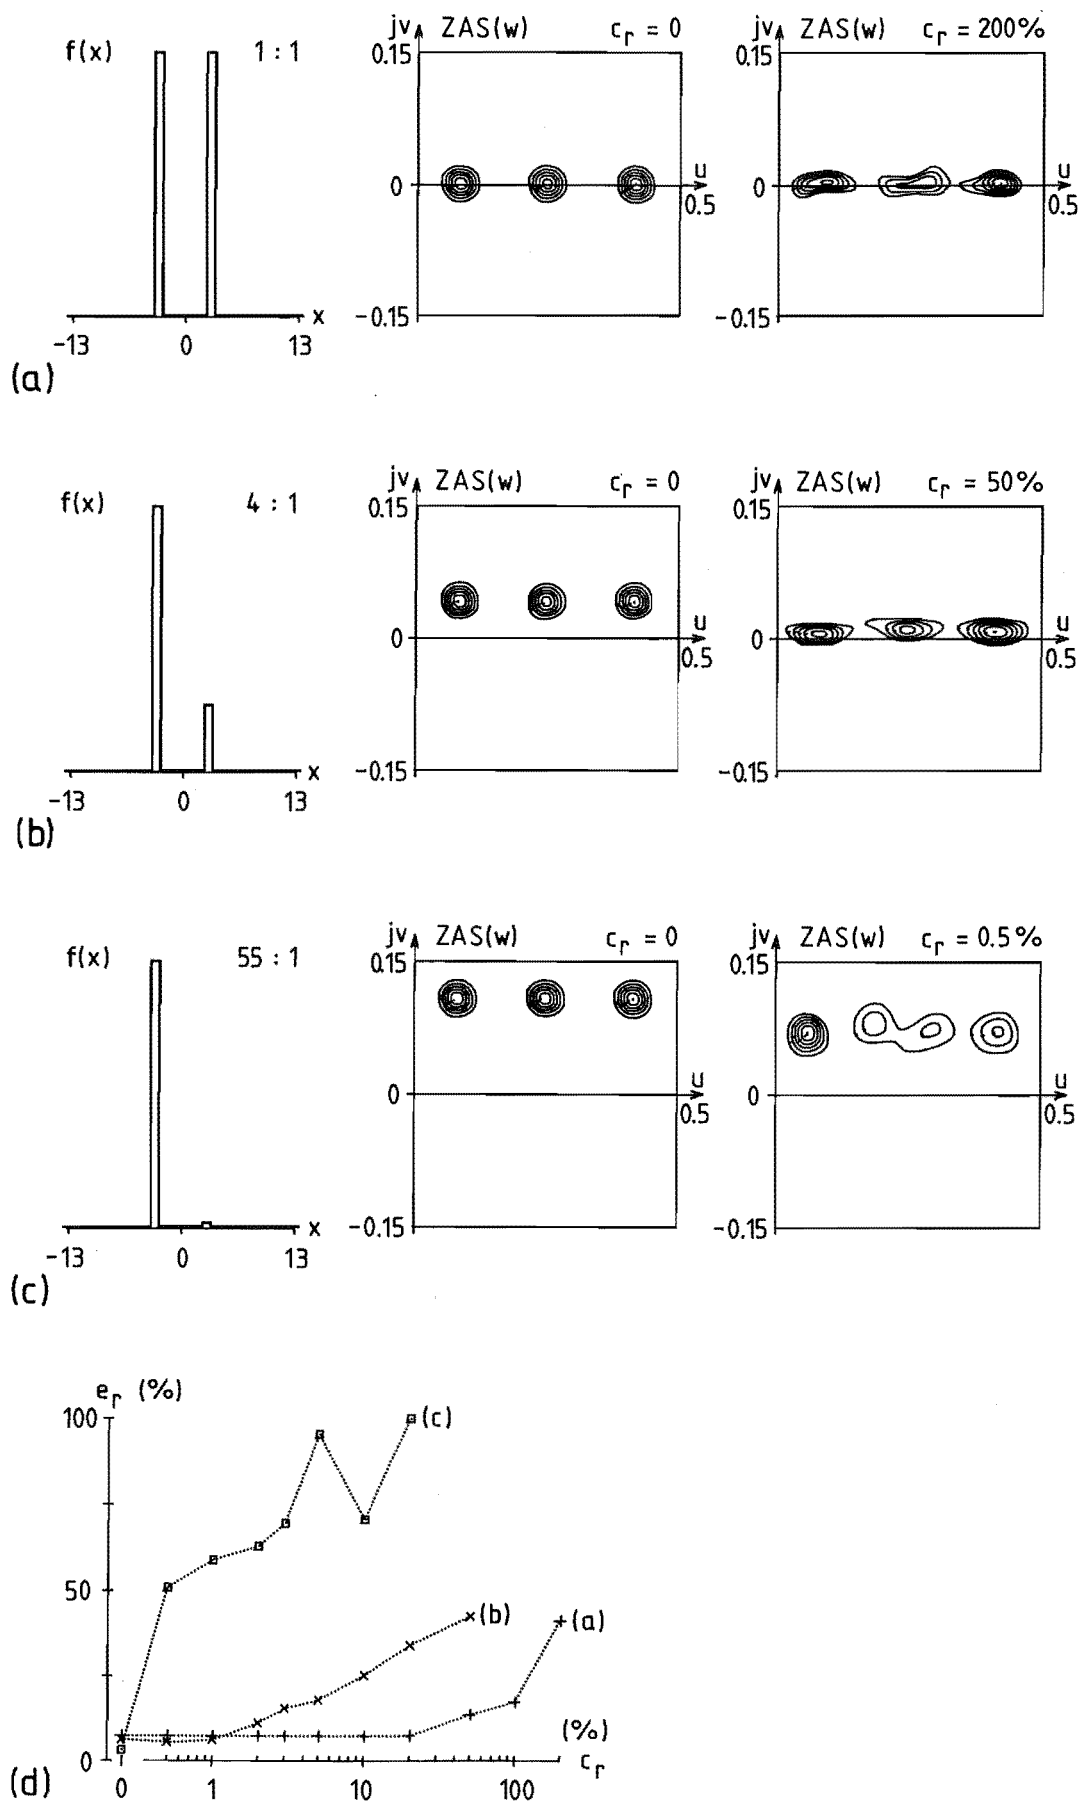 f(x) 1 : 1
jv ZAS(w) c_r = 0
0.15
0
u
0.5
-0.15
jv ZAS(w) c_r = 200%
0.15
0
u
0.5
-0.15
-13 0 13 x
(a)
f(x) 4 : 1
jv ZAS(w) c_r = 0
0.15
0
u
0.5
-0.15
jv ZAS(w) c_r = 50%
0.15
0
u
0.5
-0.15
-13 0 13 x
(b)
f(x) 55 : 1
jv ZAS(w) c_r = 0
0.15
0
u
0.5
-0.15
jv ZAS(w) c_r = 0.5%
0.15
0
u
0.5
-0.15
-13 0 13 x
(c)
e_r (%)
100
(c)
50
(b)
(a)
0
(%)
c_r
0 1 10 100
(d)